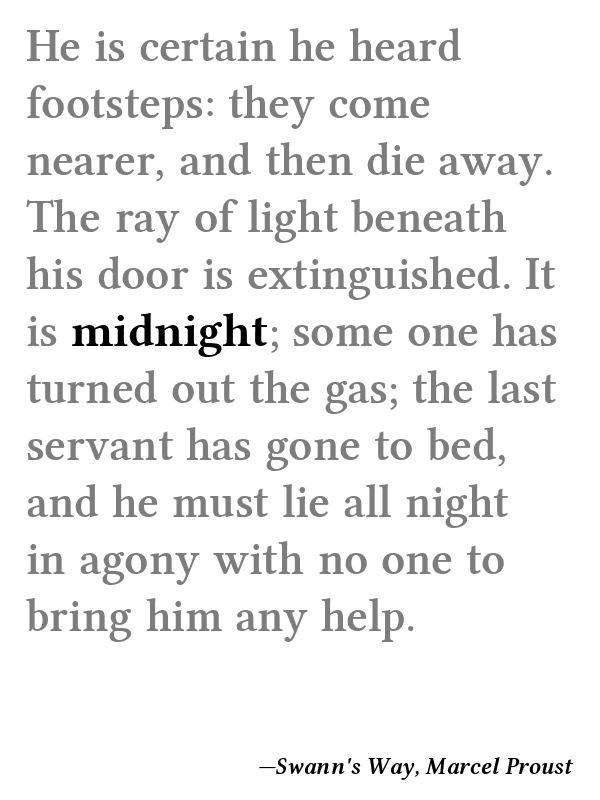 He is certain he heard
footsteps: they come
nearer, and then die away.
The ray of light beneath
his door is extinguished. It
is midnight; some one has
turned out the gas; the last
servant has gone to bed,
and he must lie all night
in agony with no one to
bring him any help.
—Swann's Way, Marcel Proust